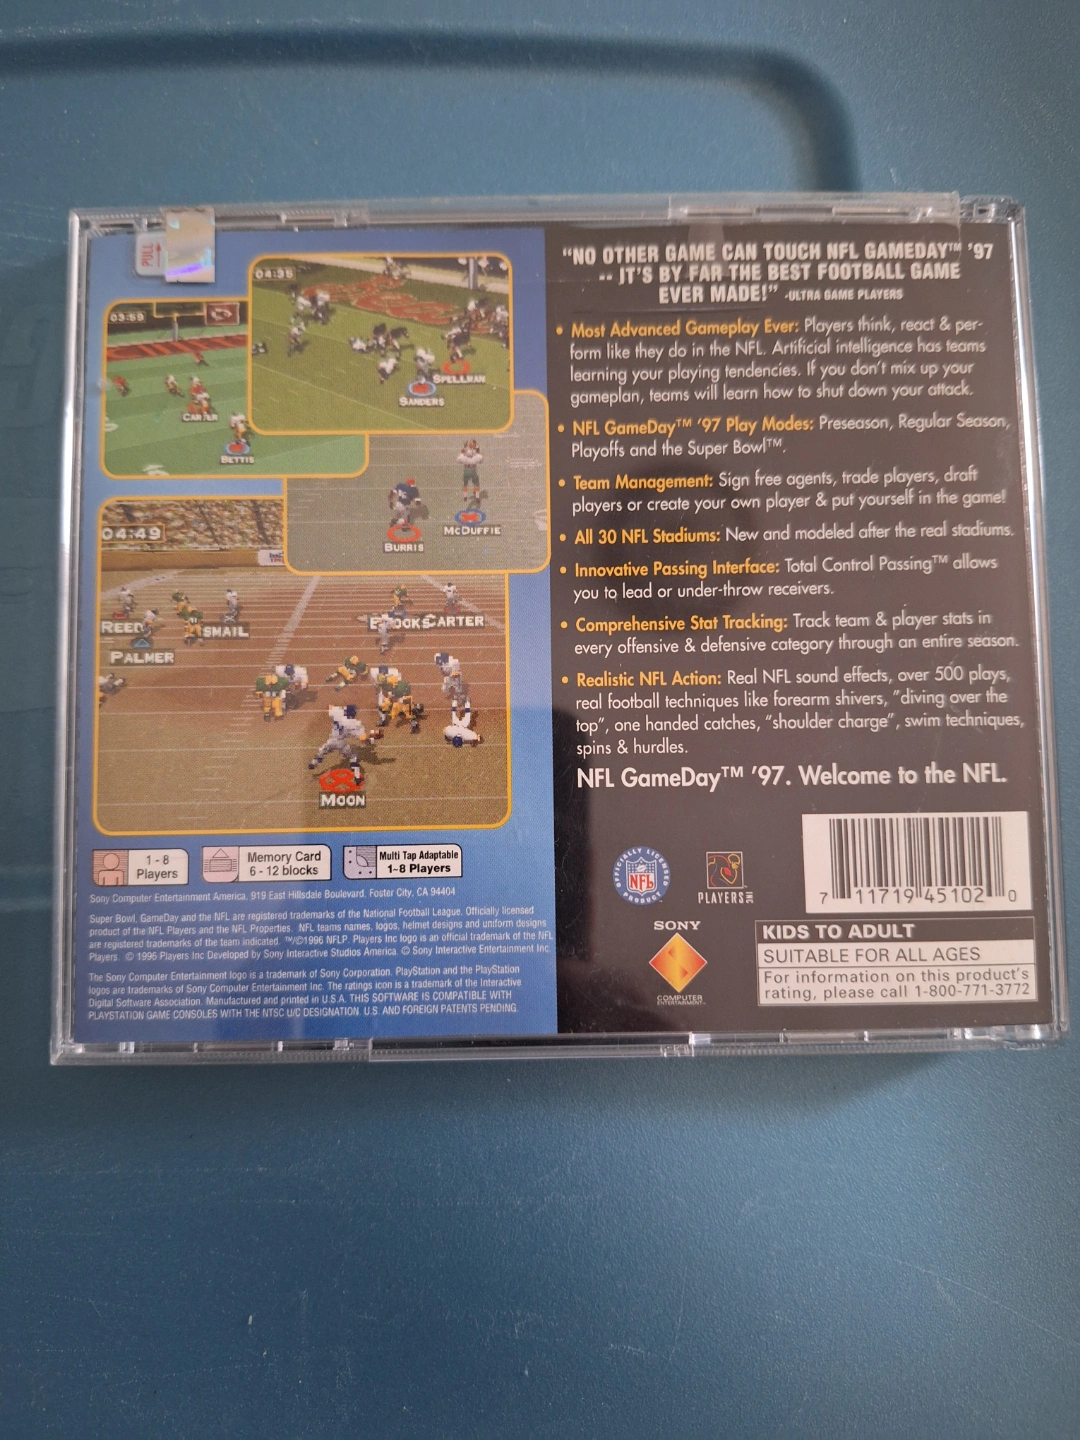 PULL
04:35
SPELLMAN
SANDERS
03:59
CARTER
BETTIS
MCDUFFIE
BURRIS
04:49
REED
SMAIL
PALMER
CARTER
MOON
1 - 8
Players
Memory Card
6 - 12 blocks
Multi Tap Adaptable
1-8 Players
Sony Computer Entertainment America, 919 East Hillsdale Boulevard, Foster City, CA 94404
Super Bowl, GameDay and the NFL are registered trademarks of the National Football League. Officially licensed
product of the NFL Players and the NFL Properties. NFL teams names, logos, helmet designs and uniform designs
are registered trademarks of the team indicated. ™/©1996 NFLP. Players Inc logo is an official trademark of the NFL
Players. © 1996 Players Inc Developed by Sony Interactive Studios America. © Sony Interactive Entertainment Inc.
The Sony Computer Entertainment logo is a trademark of Sony Corporation. PlayStation and the PlayStation
logos are trademarks of Sony Computer Entertainment Inc. The ratings icon is a trademark of the Interactive
Digital Software Association. Manufactured and printed in U.S.A. THIS SOFTWARE IS COMPATIBLE WITH
PLAYSTATION GAME CONSOLES WITH THE NTSC U/C DESIGNATION. U.S. AND FOREIGN PATENTS PENDING.
"NO OTHER GAME CAN TOUCH NFL GAMEDAY™ '97
-- IT'S BY FAR THE BEST FOOTBALL GAME
EVER MADE!" -ULTRA GAME PLAYERS
• Most Advanced Gameplay Ever: Players think, react & per-
form like they do in the NFL. Artificial intelligence has teams
learning your playing tendencies. If you don't mix up your
gameplan, teams will learn how to shut down your attack.
• NFL GameDay™ '97 Play Modes: Preseason, Regular Season,
Playoffs and the Super Bowl™.
• Team Management: Sign free agents, trade players, draft
players or create your own player & put yourself in the game!
• All 30 NFL Stadiums: New and modeled after the real stadiums.
• Innovative Passing Interface: Total Control Passing™ allows
you to lead or under-throw receivers.
• Comprehensive Stat Tracking: Track team & player stats in
every offensive & defensive category through an entire season.
• Realistic NFL Action: Real NFL sound effects, over 500 plays,
real football techniques like forearm shivers, "diving over the
top", one handed catches, "shoulder charge", swim techniques,
spins & hurdles.
NFL GameDay™ '97. Welcome to the NFL.
OFFICIALLY LICENSED
NFL
PRODUCT
PLAYERS INC
7 11719 45102 0
SONY
COMPUTER
ENTERTAINMENT
KIDS TO ADULT
SUITABLE FOR ALL AGES
For information on this product's
rating, please call 1-800-771-3772